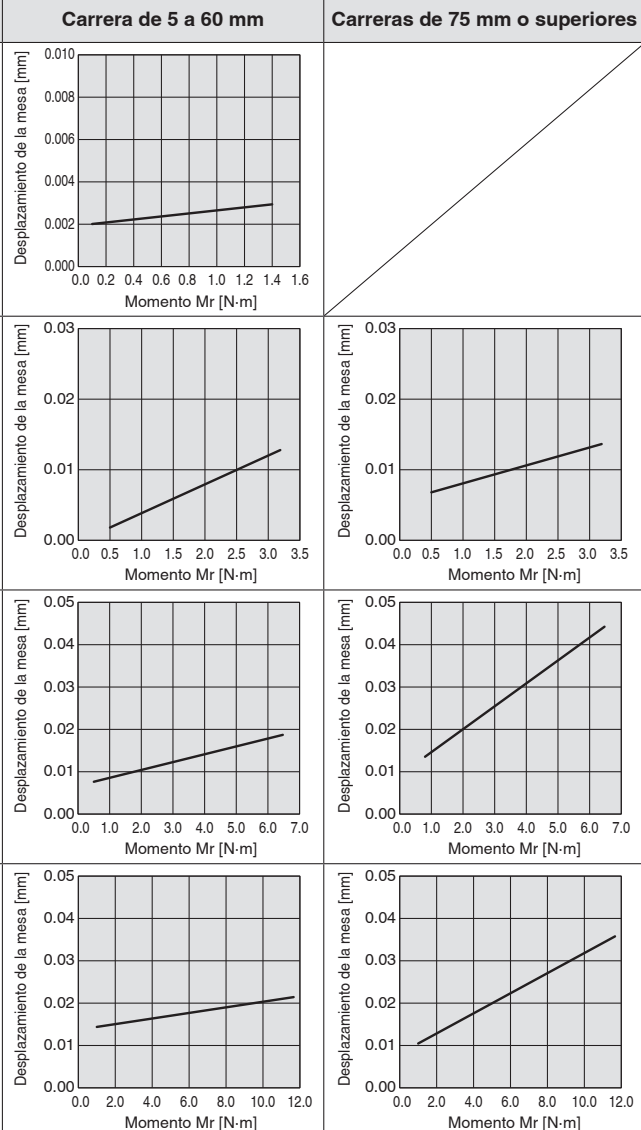 Carrera de 5 a 60 mm
Carreras de 75 mm o superiores
Desplazamiento de la mesa [mm]
0.010
0.008
0.006
0.004
0.002
0.000
0.0 0.2 0.4 0.6 0.8 1.0 1.2 1.4 1.6
Momento Mr [N·m]
Desplazamiento de la mesa [mm]
0.03
0.02
0.01
0.00
0.0 0.5 1.0 1.5 2.0 2.5 3.0 3.5
Momento Mr [N·m]
Desplazamiento de la mesa [mm]
0.03
0.02
0.01
0.00
0.0 0.5 1.0 1.5 2.0 2.5 3.0 3.5
Momento Mr [N·m]
Desplazamiento de la mesa [mm]
0.05
0.04
0.03
0.02
0.01
0.00
0.0 1.0 2.0 3.0 4.0 5.0 6.0 7.0
Momento Mr [N·m]
Desplazamiento de la mesa [mm]
0.05
0.04
0.03
0.02
0.01
0.00
0.0 1.0 2.0 3.0 4.0 5.0 6.0 7.0
Momento Mr [N·m]
Desplazamiento de la mesa [mm]
0.05
0.04
0.03
0.02
0.01
0.00
0.0 2.0 4.0 6.0 8.0 10.0 12.0
Momento Mr [N·m]
Desplazamiento de la mesa [mm]
0.05
0.04
0.03
0.02
0.01
0.00
0.0 2.0 4.0 6.0 8.0 10.0 12.0
Momento Mr [N·m]